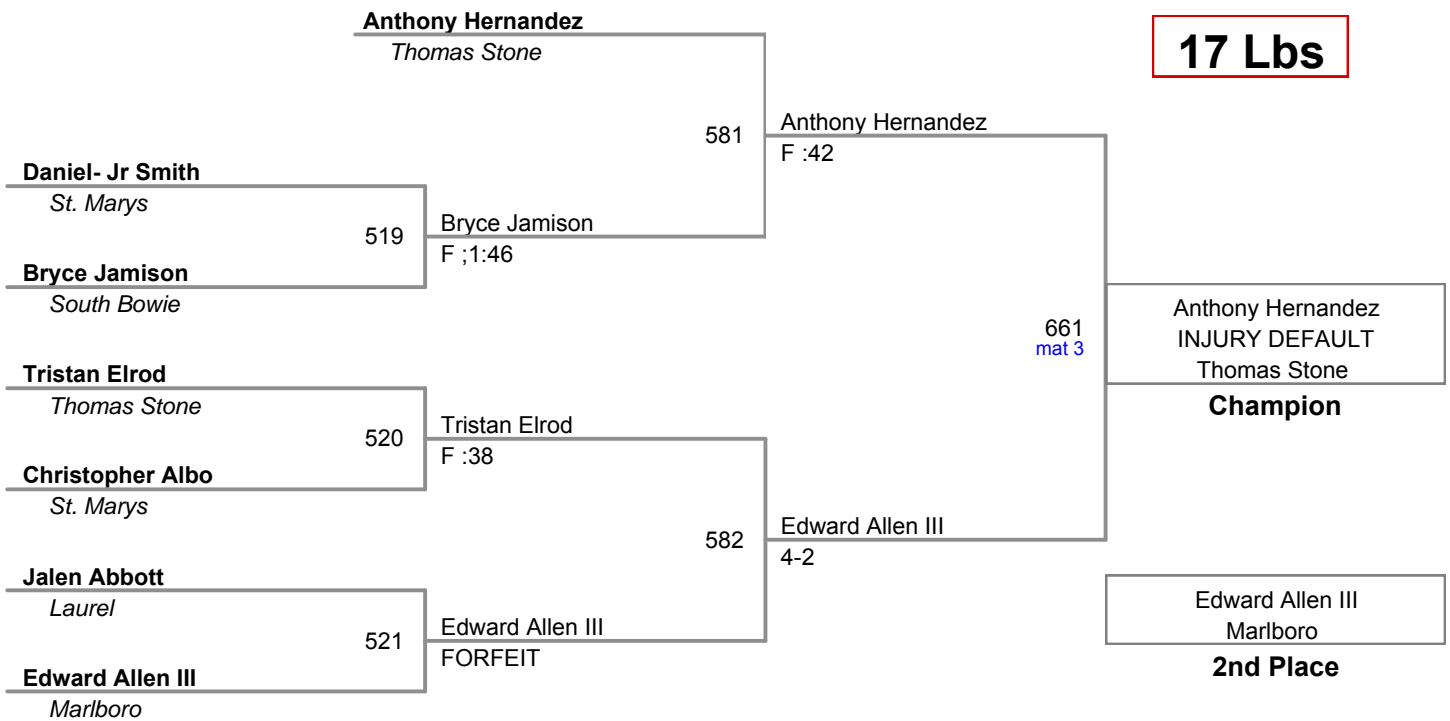 Anthony Hernandez
Thomas Stone
17 Lbs
581
Anthony Hernandez
F :42
Daniel- Jr Smith
St. Marys
519
Bryce Jamison
F ;1:46
Bryce Jamison
South Bowie
661
mat 3
Anthony Hernandez
INJURY DEFAULT
Thomas Stone
Champion
Tristan Elrod
Thomas Stone
520
Tristan Elrod
F :38
Christopher Albo
St. Marys
582
Edward Allen III
4-2
Jalen Abbott
Laurel
521
Edward Allen III
FORFEIT
Edward Allen III
Marlboro
Edward Allen III
Marlboro
2nd Place